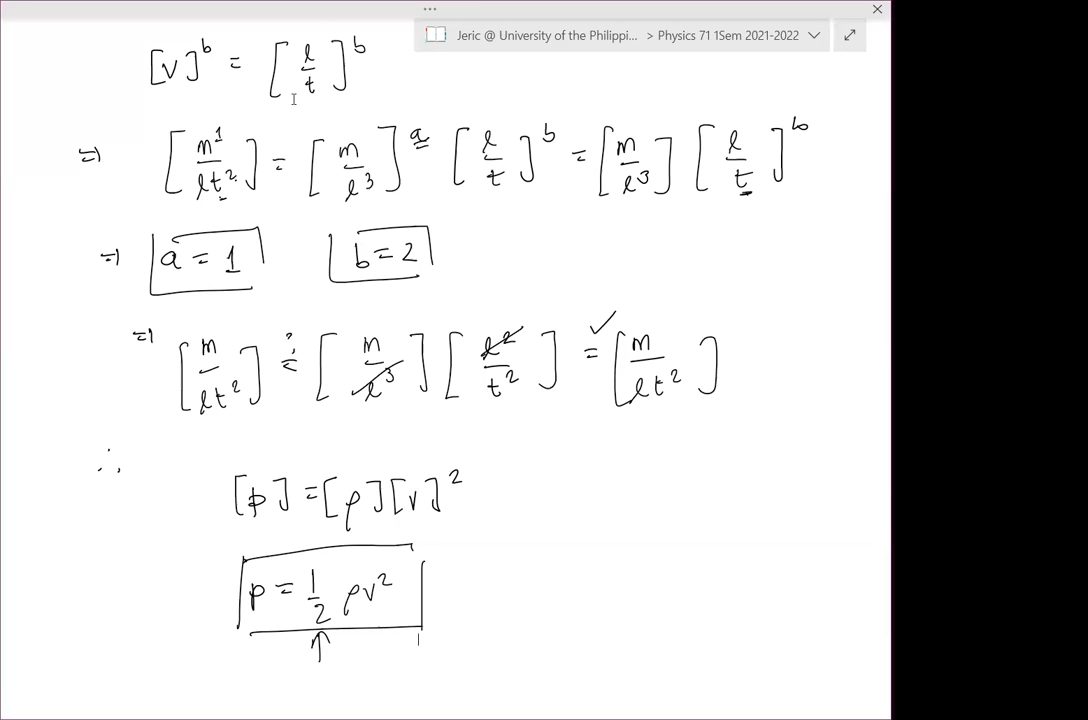 Jeric @ University of the Philippi... > Physics 71 1Sem 2021-2022
[v]^b = [l/t]^b
=> [m^1/lt^2] = [m/l^3]^a [l/t]^b = [m/l^3] [l/t]^b
=> a = 1 b = 2
=> [m/lt^2] ?= [m/l^3] [l^2/t^2] =✓ [m/lt^2]
∴
[p] = [ρ][v]^2
p = 1/2 ρv^2
↑